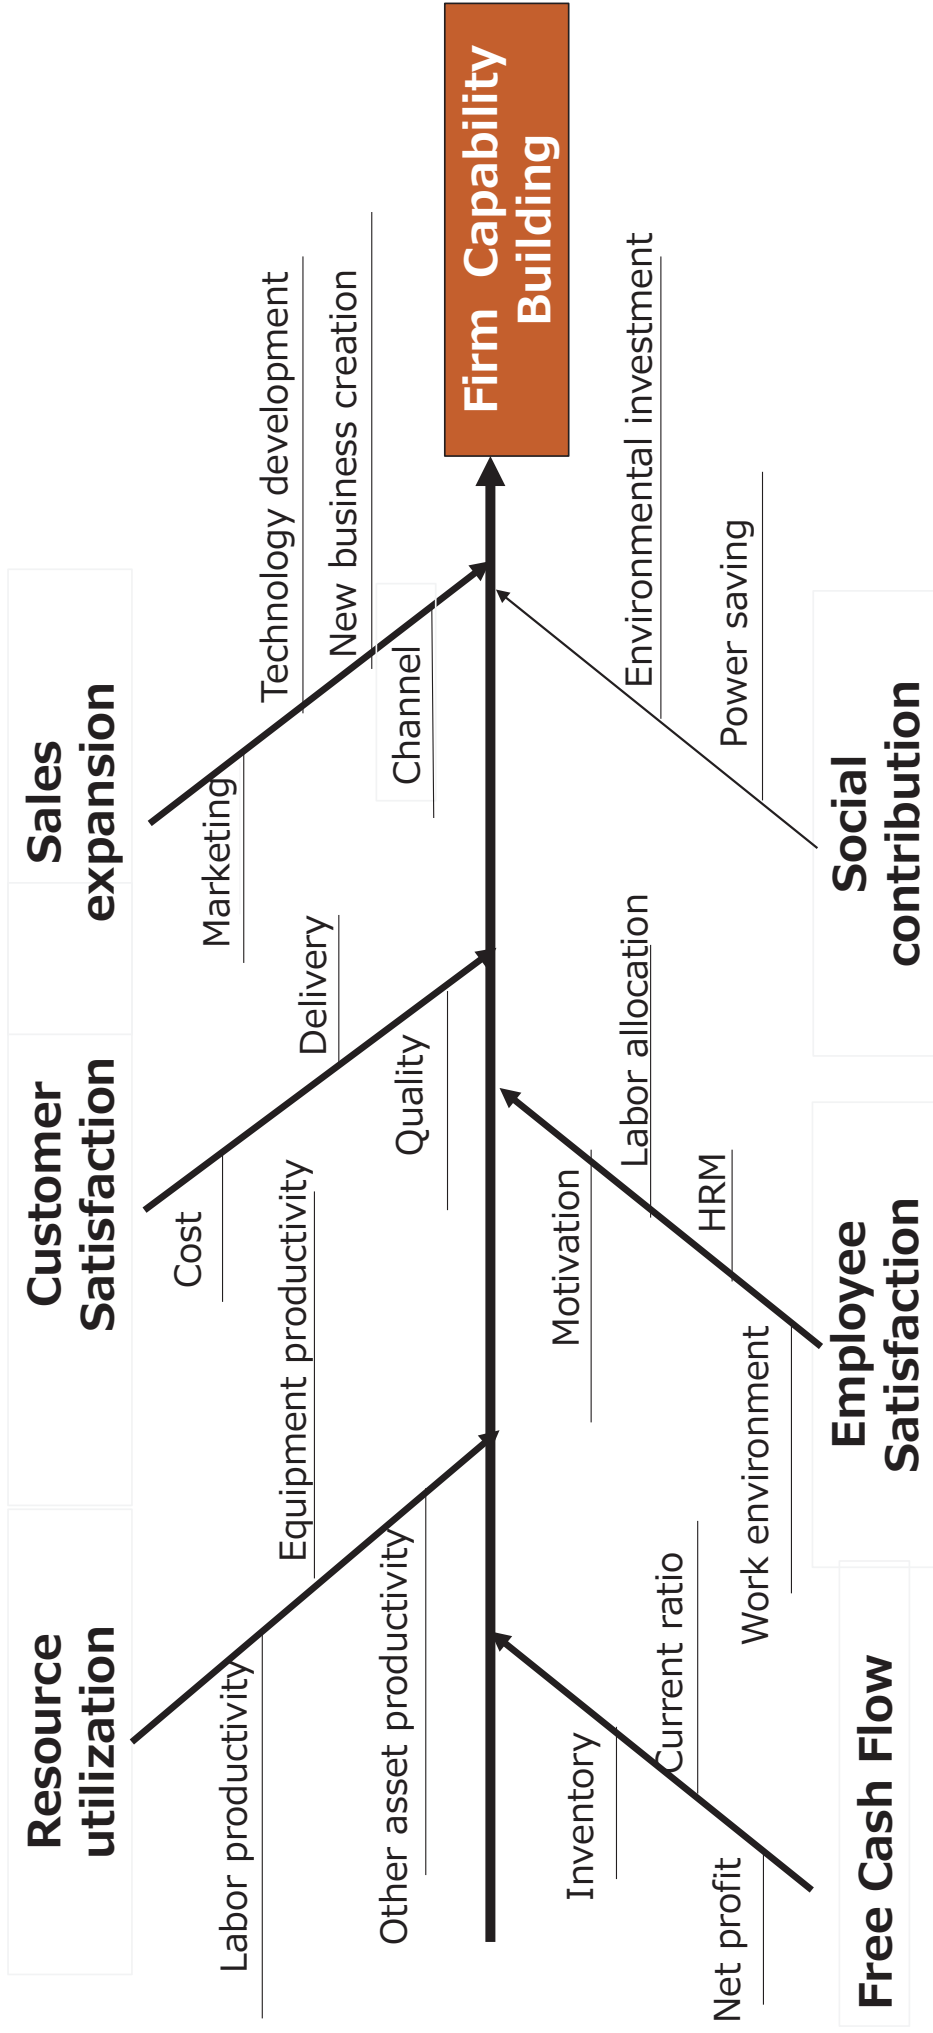 Resource
utilization
Customer
Satisfaction
Sales
expansion
Labor productivity
Equipment productivity
Other asset productivity
Cost
Delivery
Quality
Marketing
Technology development
New business creation
Channel
Firm Capability
Building
Inventory
Current ratio
Net profit
Motivation
Labor allocation
HRM
Work environment
Environmental investment
Power saving
Free Cash Flow
Employee
Satisfaction
Social
contribution